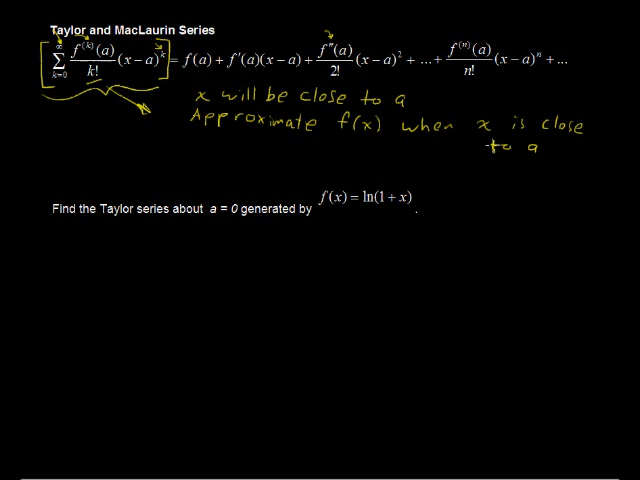 Taylor and MacLaurin Series
∑_{k=0}^{∞} f^{(k)}(a)/k! (x − a)^k = f(a) + f′(a)(x − a) + f″(a)/2! (x − a)^2 + ... + f^{(n)}(a)/n! (x − a)^n + ...
x will be close to a
Approximate f(x) when x is close
to a
Find the Taylor series about a = 0 generated by f(x) = ln(1 + x) .